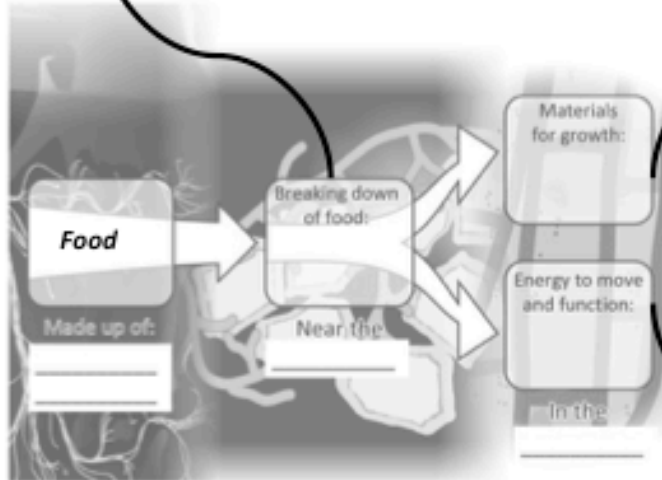 Materials
for growth:
Breaking down
of food:
Food
Energy to move
and function:
Made up of:
Near the
In the